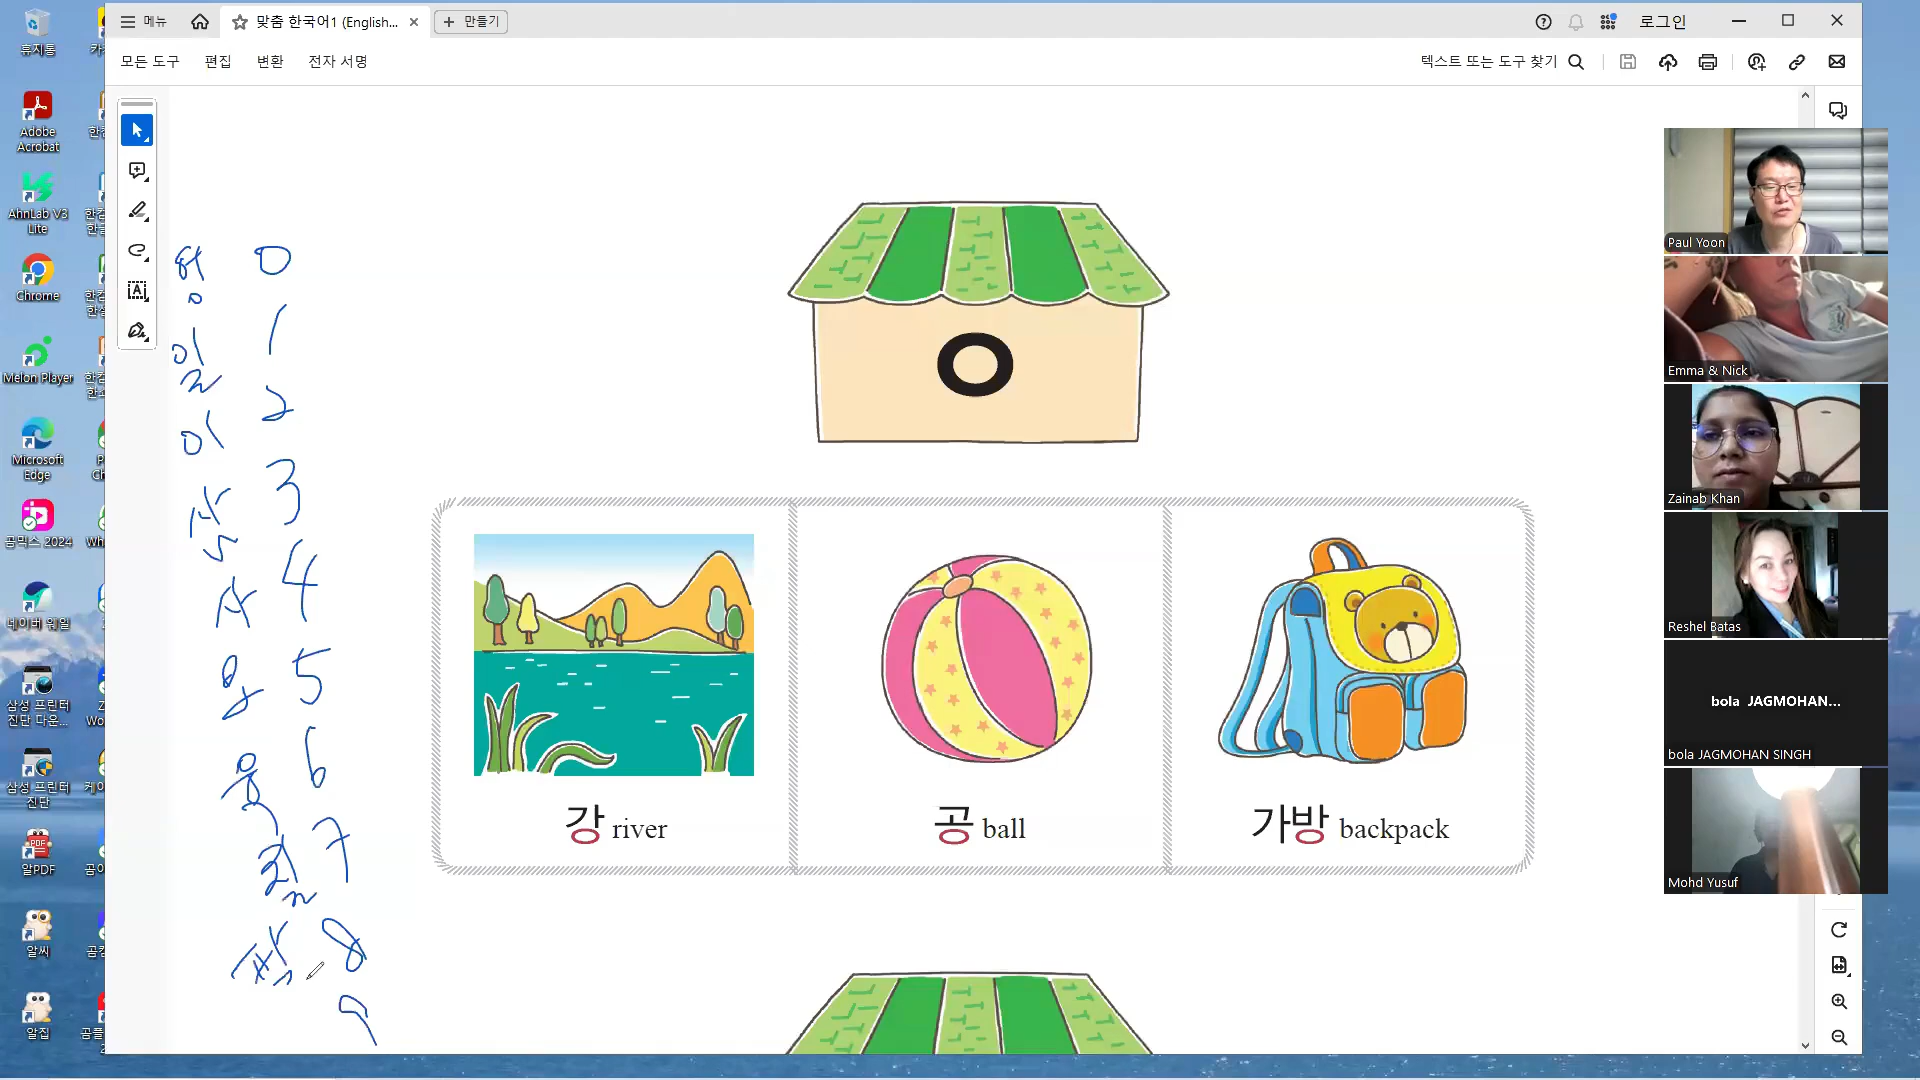 메뉴
맞춤 한국어1 (English...
만들기
로그인
모든 도구 편집 변환 전자 서명
텍스트 또는 도구 찾기
휴지통
Adobe Acrobat
AhnLab V3 Lite
Chrome
Melon Player
Microsoft Edge
곰믹스 2024
네이버 웨일
삼성 프린터 진단 다운...
삼성 프린터 진단
알PDF
알씨
알집
영 0
일 1
이 2
삼 3
사 4
오 5
육 6
칠 7
팔 8
9
ㅇ
강 river
공 ball
가방 backpack
Paul Yoon
Emma & Nick
Zainab Khan
Reshel Batas
bola JAGMOHAN...
bola JAGMOHAN SINGH
Mohd Yusuf